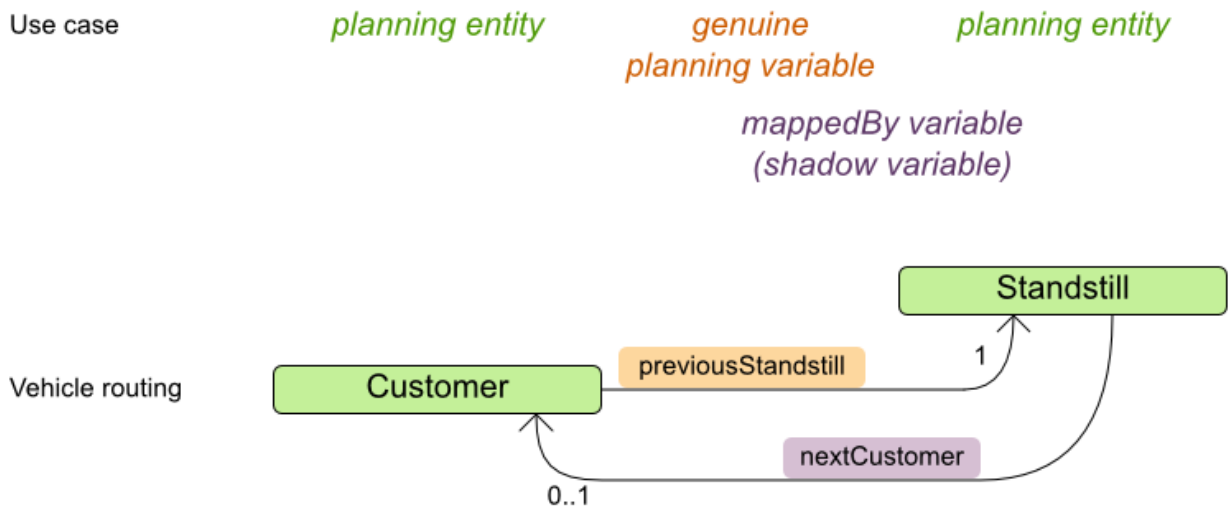 Use case
planning entity
genuine
planning variable
planning entity
mappedBy variable
(shadow variable)
Standstill
previousStandstill
1
Vehicle routing
Customer
nextCustomer
0..1